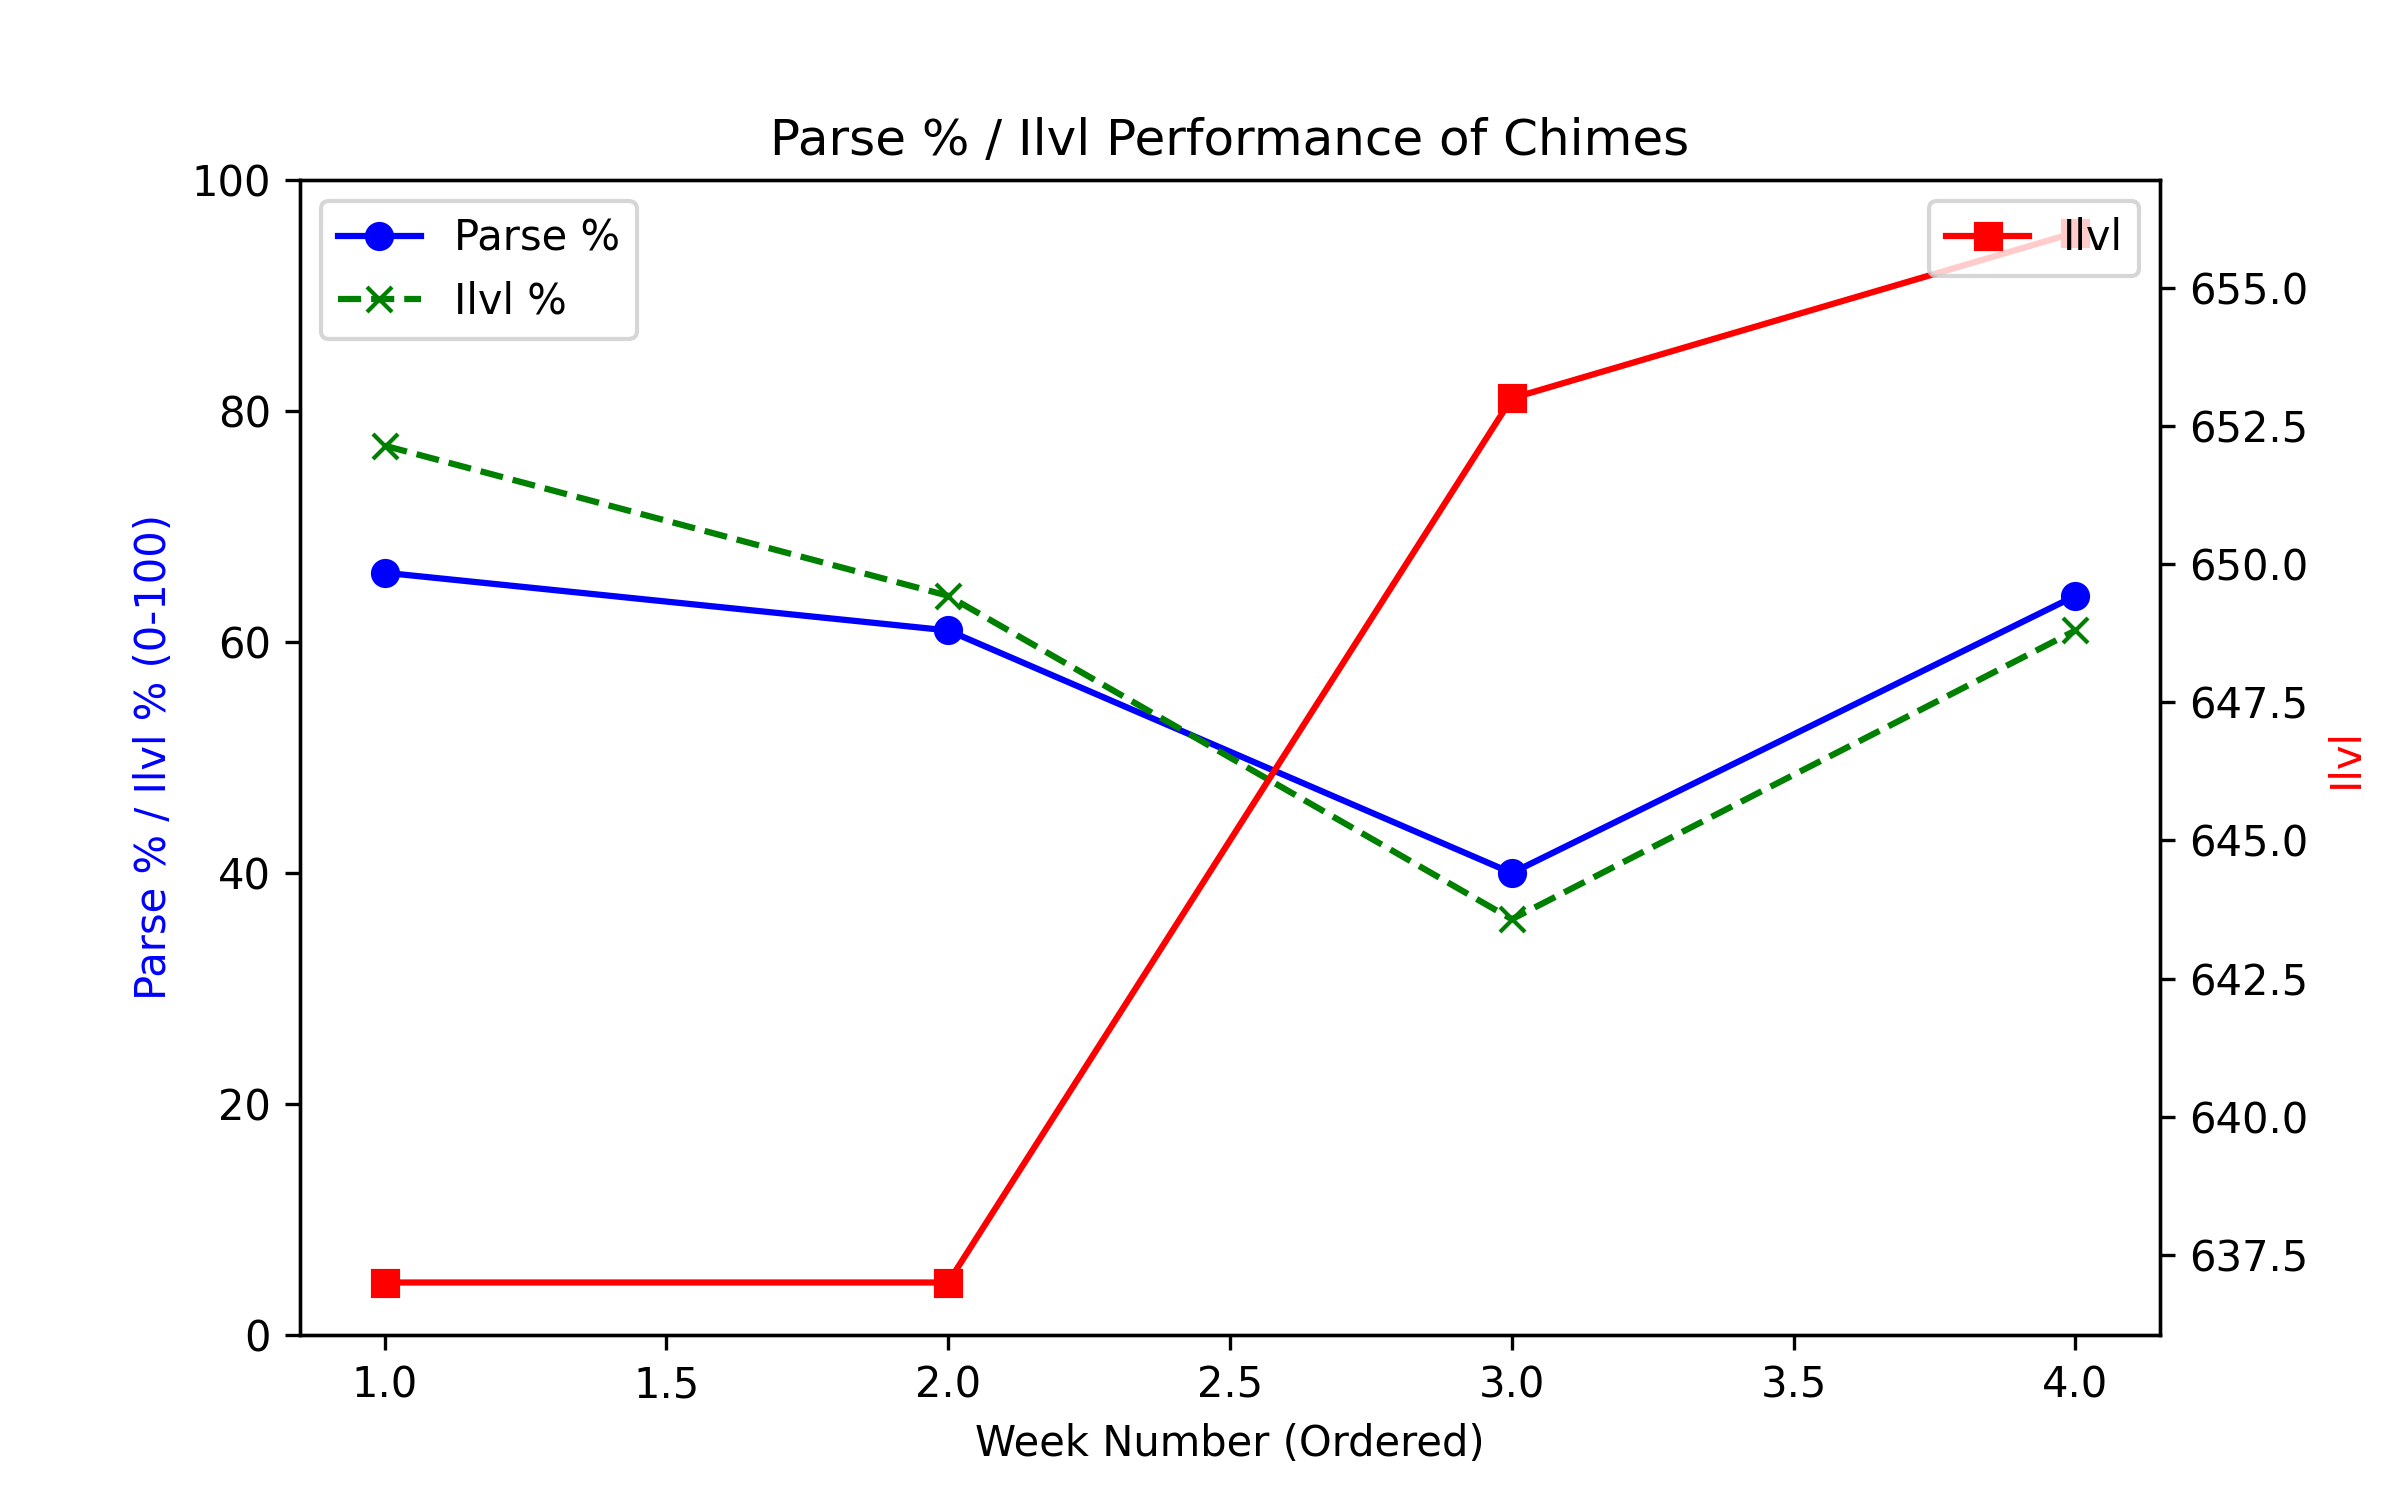 Parse % / Ilvl Performance of Chimes
Parse %
Ilvl %
Ilvl
Parse % / Ilvl % (0-100)
100
80
60
40
20
0
655.0
652.5
650.0
647.5
645.0
642.5
640.0
637.5
Ilvl
1.0 1.5 2.0 2.5 3.0 3.5 4.0
Week Number (Ordered)